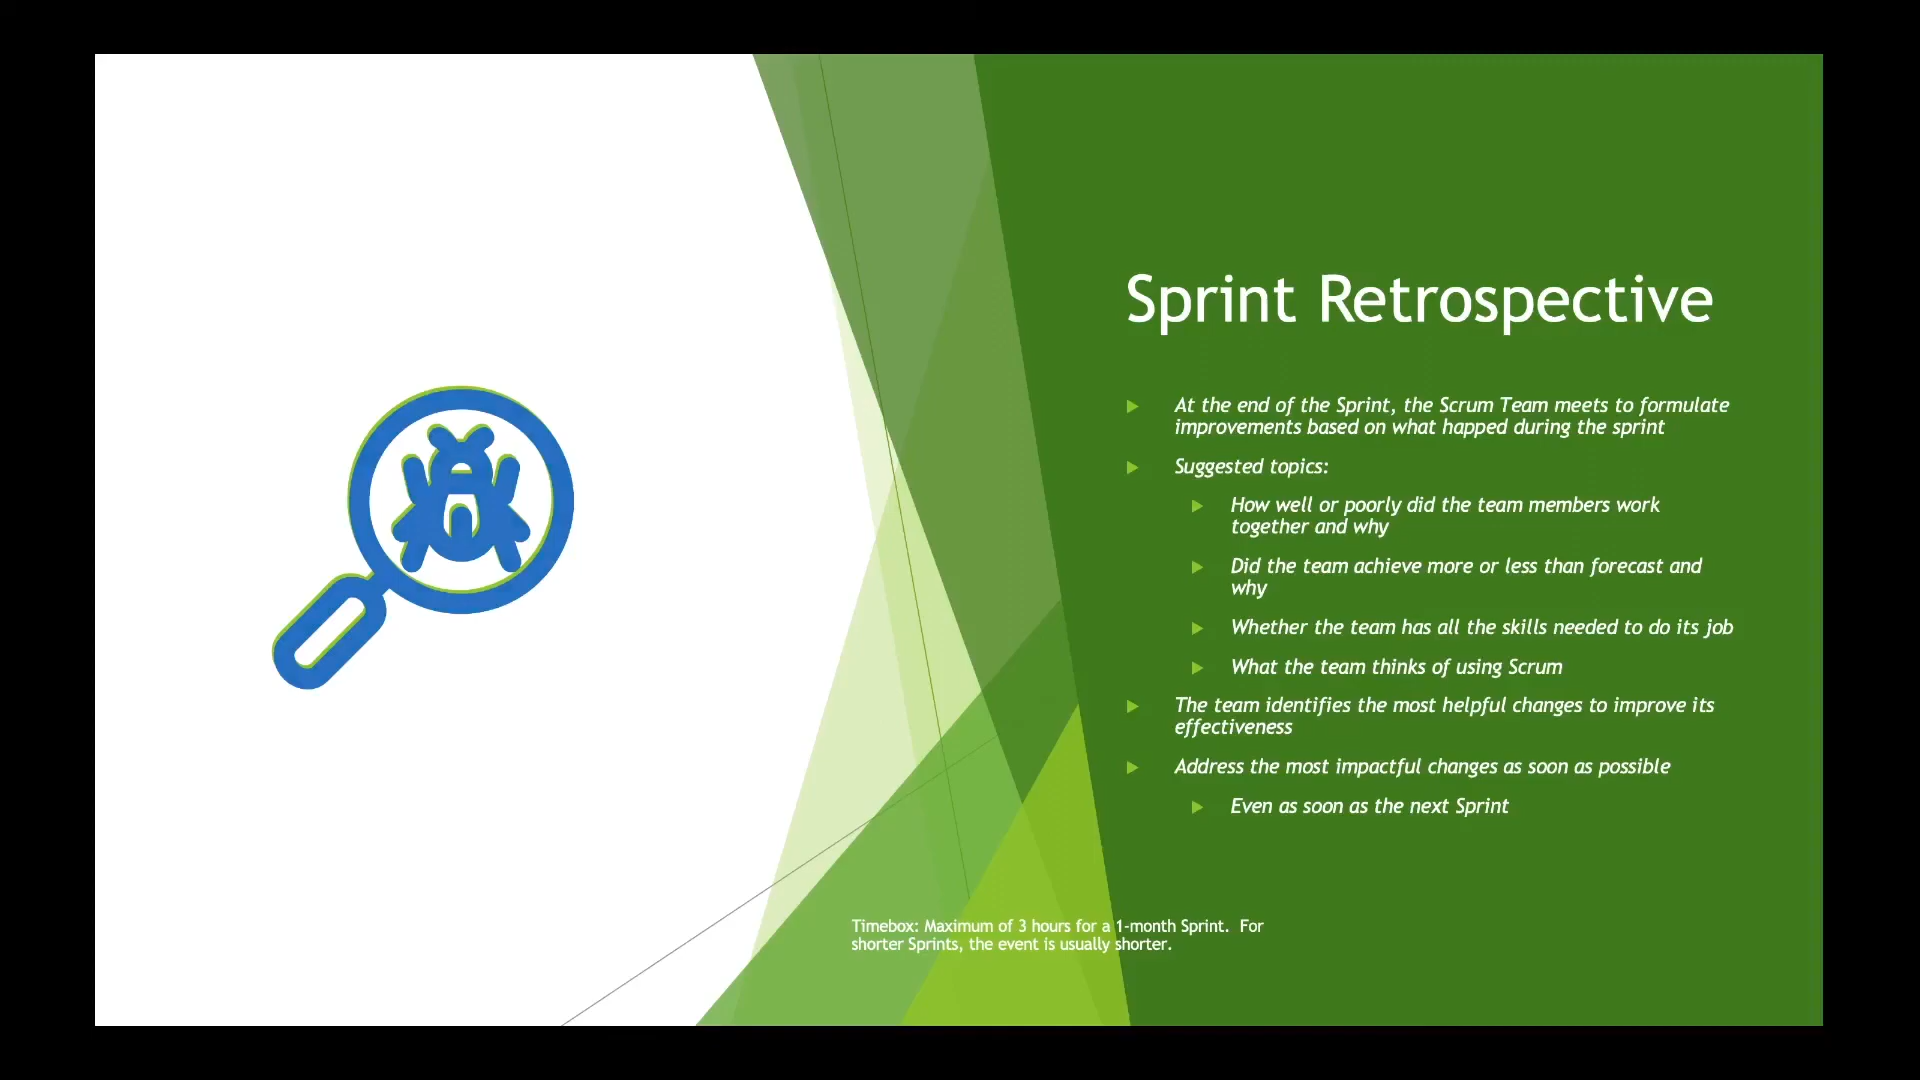 Sprint Retrospective
At the end of the Sprint, the Scrum Team meets to formulate
improvements based on what happed during the sprint
Suggested topics:
How well or poorly did the team members work
together and why
Did the team achieve more or less than forecast and
why
Whether the team has all the skills needed to do its job
What the team thinks of using Scrum
The team identifies the most helpful changes to improve its
effectiveness
Address the most impactful changes as soon as possible
Even as soon as the next Sprint
Timebox: Maximum of 3 hours for a 1-month Sprint.  For
shorter Sprints, the event is usually shorter.